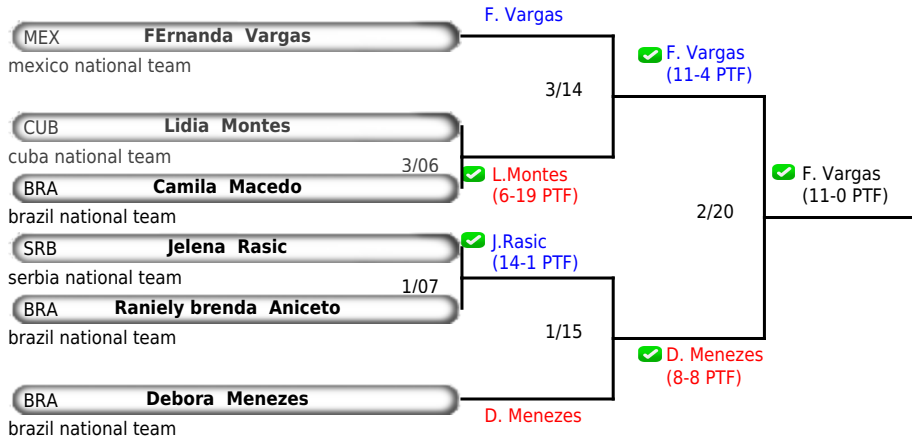 F. Vargas
MEX FErnanda Vargas
mexico national team
F. Vargas
(11-4 PTF)
3/14
CUB Lidia Montes
cuba national team
3/06
L.Montes
(6-19 PTF)
BRA Camila Macedo
brazil national team
F. Vargas
(11-0 PTF)
2/20
SRB Jelena Rasic
serbia national team
J.Rasic
(14-1 PTF)
1/07
BRA Raniely brenda Aniceto
brazil national team
1/15
D. Menezes
(8-8 PTF)
BRA Debora Menezes
brazil national team
D. Menezes